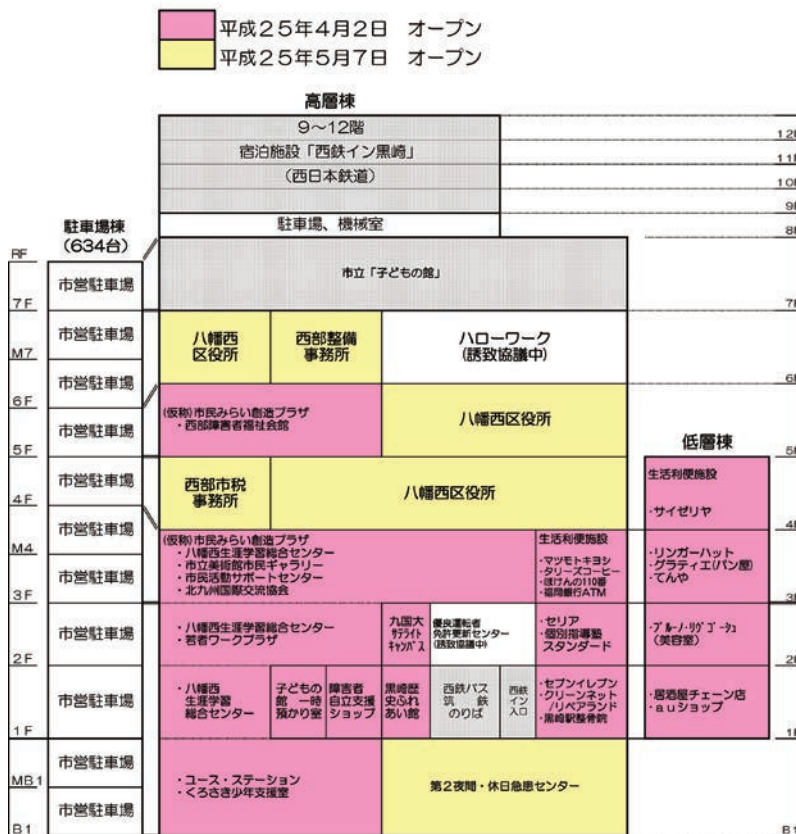 平成25年4月2日 オープン
平成25年5月7日 オープン
高層棟
9～12階
宿泊施設「西鉄イン黒崎」
(西日本鉄道)
駐車場、機械室
市立「子どもの館」
駐車場棟
(634台)
RF
市営駐車場
7F
市営駐車場
M7
市営駐車場
6F
市営駐車場
5F
市営駐車場
4F
市営駐車場
M4
市営駐車場
3F
市営駐車場
2F
市営駐車場
1F
市営駐車場
MB1
市営駐車場
B1
八幡西
区役所
西部整備
事務所
ハローワーク
(誘致協議中)
(仮称)市民みらい創造プラザ
・西部障害者福祉会館
八幡西区役所
西部市税
事務所
八幡西区役所
(仮称)市民みらい創造プラザ
・八幡西生涯学習総合センター
・市立美術館市民ギャラリー
・市民活動サポートセンター
・北九州国際交流協会
生活利便施設
・マツモトキヨシ
・タリーズコーヒー
・ほけんの110番
・福岡銀行ATM
・八幡西生涯学習総合センター
・若者ワークプラザ
九国大
サテライト
キャンパス
優良運転者
免許更新センター
(誘致協議中)
・セリア
・個別指導塾
スタンダード
・八幡西
生涯学習
総合センター
子どもの
館 一時
預かり室
障害者
自立支援
ショップ
黒崎歴
史ふれ
あい館
西鉄バス
筑 鉄
のりば
西鉄
イン
入口
・セブンイレブン
・クリーンネット
/リペアランド
・黒崎駅整骨院
・ユース・ステーション
・くろさき少年支援室
第2夜間・休日急患センター
低層棟
生活利便施設
・サイゼリヤ
・リンガーハット
・グラティエ(パン屋)
・てんや
・ブルーノ・リヴゴーシュ
(美容室)
・居酒屋チェーン店
・auショップ
12F
11F
10F
9F
8F
7F
6F
5F
4F
3F
2F
1F
B1